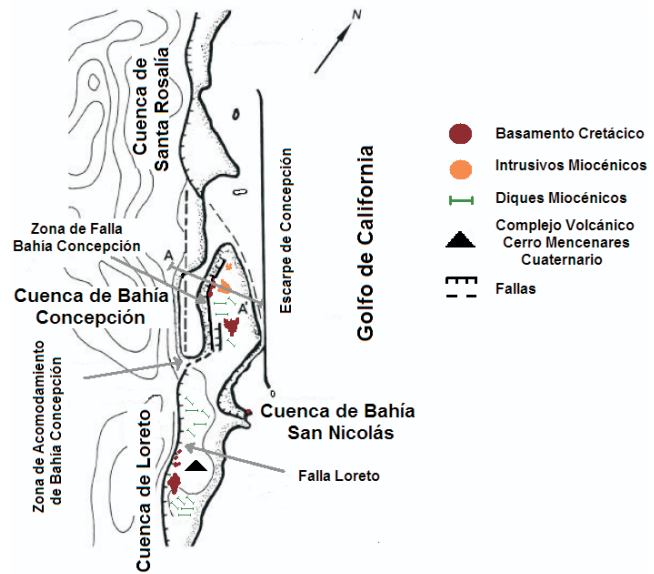 N
Cuenca de
Santa Rosalía
Basamento Cretácico
Intrusivos Miocénicos
Diques Miocénicos
Complejo Volcánico
Cerro Mencenares
Cuaternario
Fallas
Golfo de California
Escarpe de Concepción
Zona de Falla
Bahía Concepción
A
A'
Cuenca de Bahía
Concepción
Zona de Acomodamiento
de Bahía Concepción
Cuenca de Bahía
San Nicolás
Cuenca de Loreto
Falla Loreto